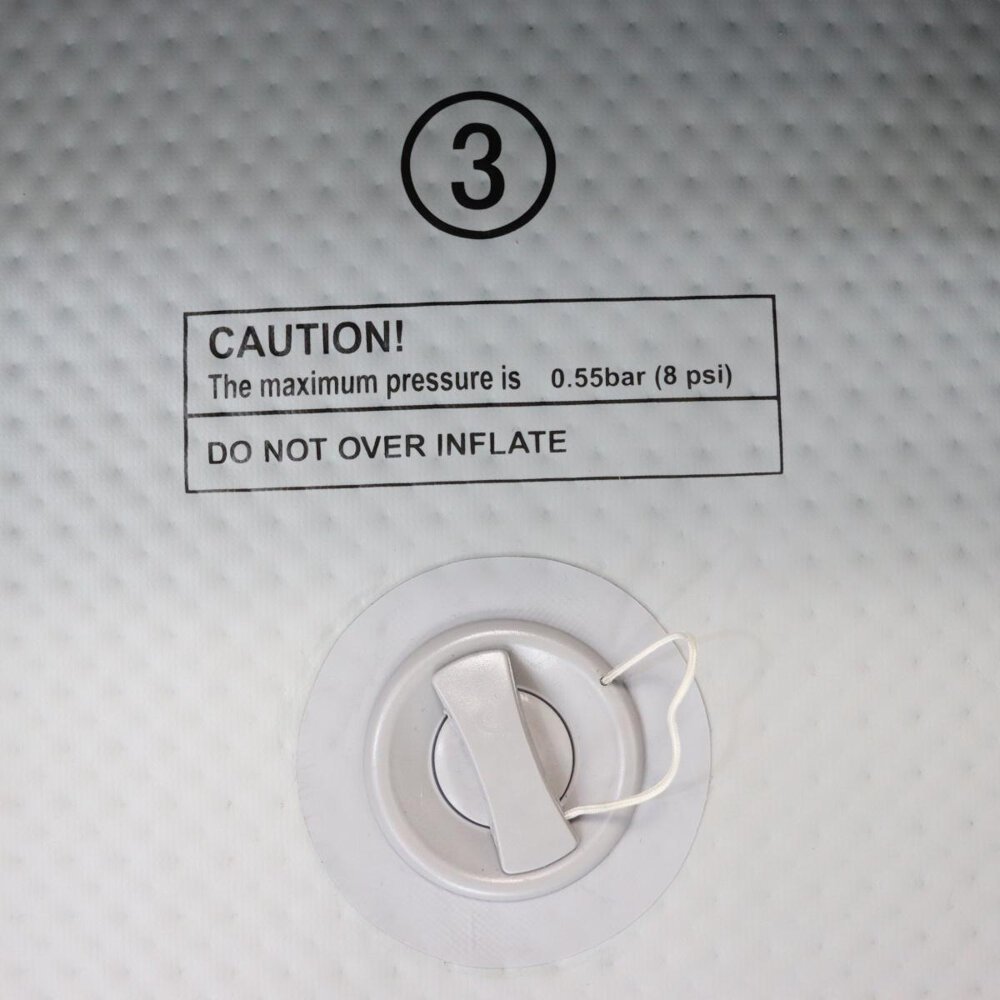 3
CAUTION!
The maximum pressure is 0.55bar (8 psi)
DO NOT OVER INFLATE